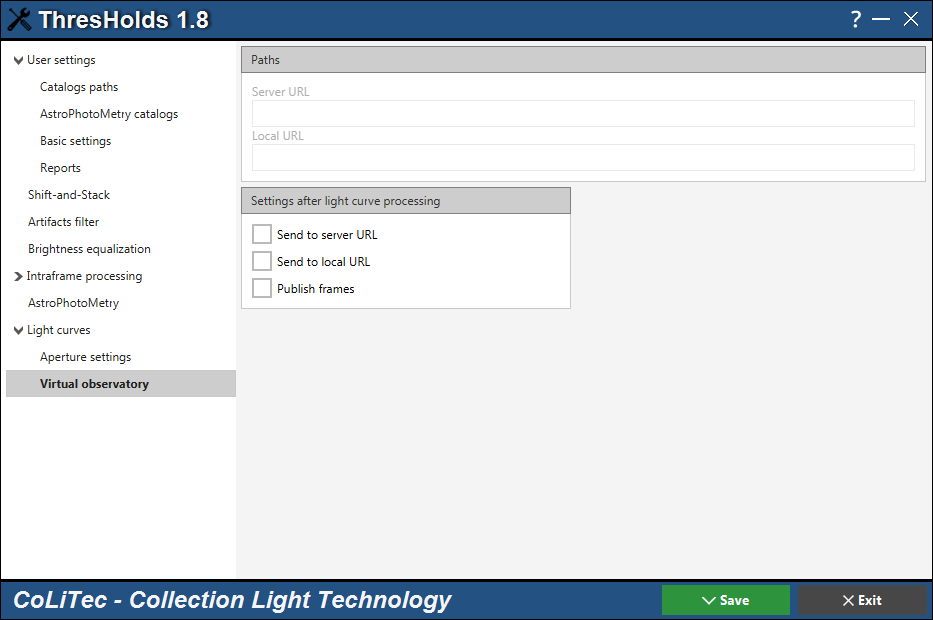 ThresHolds 1.8
?
User settings
Catalogs paths
AstroPhotoMetry catalogs
Basic settings
Reports
Shift-and-Stack
Artifacts filter
Brightness equalization
Intraframe processing
AstroPhotoMetry
Light curves
Aperture settings
Virtual observatory
Paths
Server URL
Local URL
Settings after light curve processing
Send to server URL
Send to local URL
Publish frames
CoLiTec - Collection Light Technology
Save
Exit